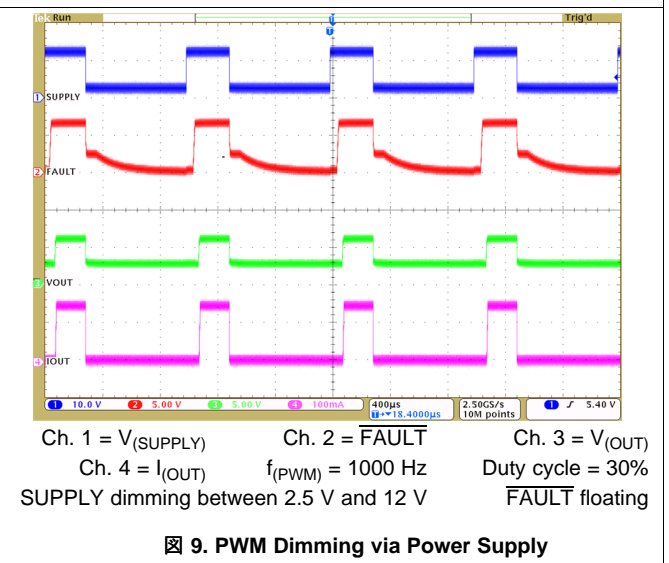 Tek Run Trig'd
T
1 SUPPLY
2 FAULT
3 VOUT
4 IOUT
1 10.0 V 2 5.00 V 3 5.00 V 4 100mA 400µs 2.50GS/s 1 5.40 V
T→▼18.4000µs 10M points
Ch. 1 = V(SUPPLY) Ch. 2 = FAULT Ch. 3 = V(OUT)
Ch. 4 = I(OUT) f(PWM) = 1000 Hz Duty cycle = 30%
SUPPLY dimming between 2.5 V and 12 V FAULT floating
図 9. PWM Dimming via Power Supply